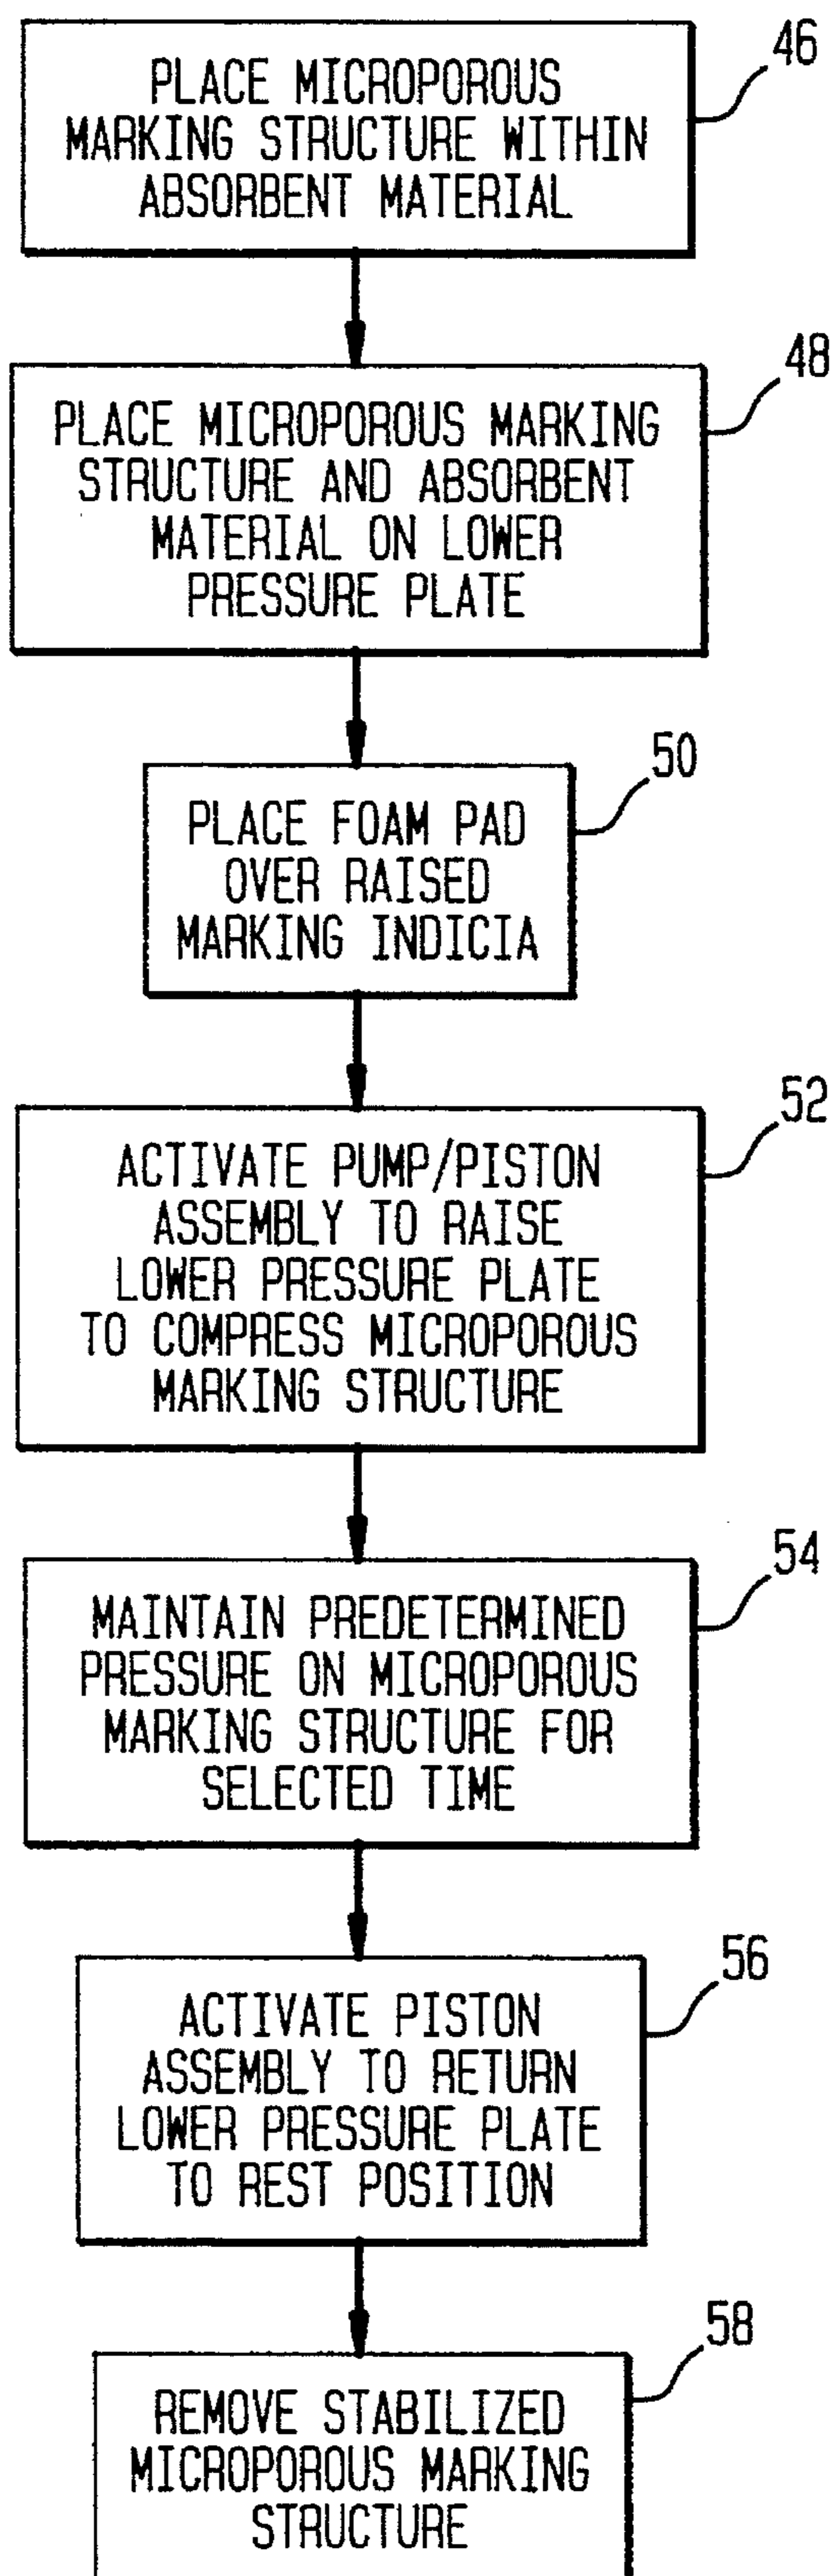 46
PLACE MICROPOROUS
MARKING STRUCTURE WITHIN
ABSORBENT MATERIAL
48
PLACE MICROPOROUS MARKING
STRUCTURE AND ABSORBENT
MATERIAL ON LOWER
PRESSURE PLATE
50
PLACE FOAM PAD
OVER RAISED
MARKING INDICIA
52
ACTIVATE PUMP/PISTON
ASSEMBLY TO RAISE
LOWER PRESSURE PLATE
TO COMPRESS MICROPOROUS
MARKING STRUCTURE
54
MAINTAIN PREDETERMINED
PRESSURE ON MICROPOROUS
MARKING STRUCTURE FOR
SELECTED TIME
56
ACTIVATE PISTON
ASSEMBLY TO RETURN
LOWER PRESSURE PLATE
TO REST POSITION
58
REMOVE STABILIZED
MICROPOROUS MARKING
STRUCTURE